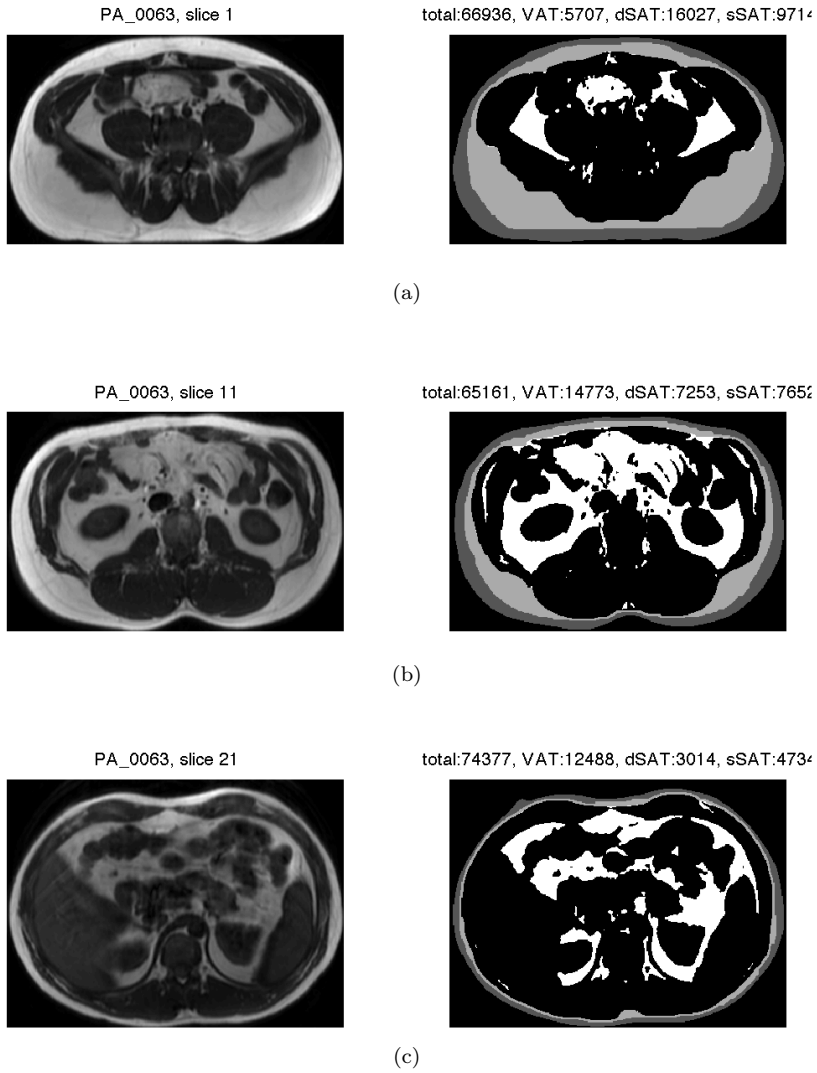 PA_0063, slice 1
total:66936, VAT:5707, dSAT:16027, sSAT:9714
(a)
PA_0063, slice 11
total:65161, VAT:14773, dSAT:7253, sSAT:7652
(b)
PA_0063, slice 21
total:74377, VAT:12488, dSAT:3014, sSAT:4734
(c)